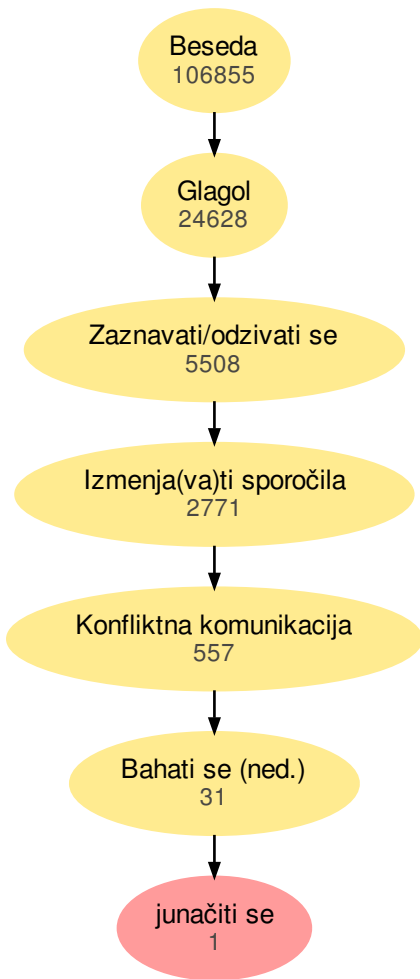 Beseda
106855
Glagol
24628
Zaznavati/odzivati se
5508
Izmenja(va)ti sporočila
2771
Konfliktna komunikacija
557
Bahati se (ned.)
31
junačiti se
1